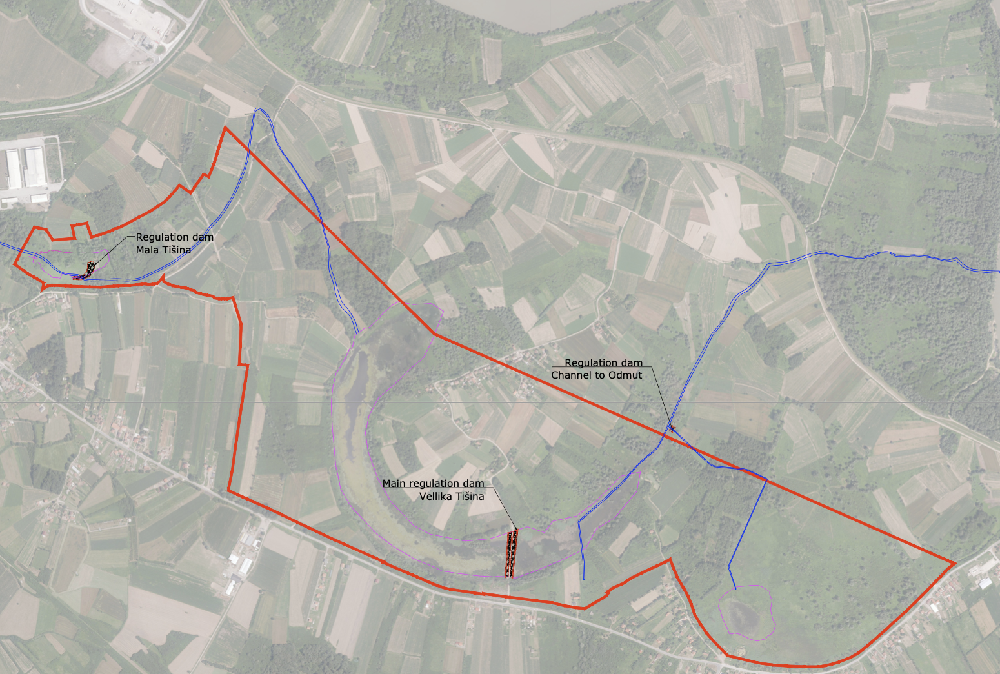 Regulation dam
Mala Tišina
Regulation dam
Channel to Odmut
Main regulation dam
Vellika Tišina